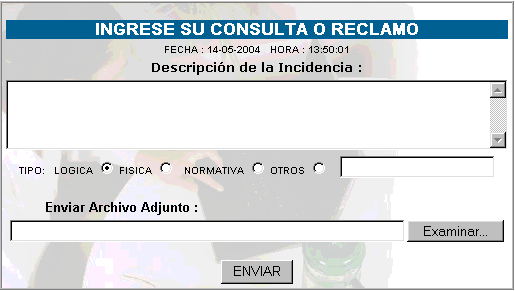 INGRESE SU CONSULTA O RECLAMO
FECHA : 14-05-2004 HORA : 13:50:01
Descripción de la Incidencia :
TIPO: LOGICA FISICA NORMATIVA OTROS
Enviar Archivo Adjunto :
Examinar...
ENVIAR